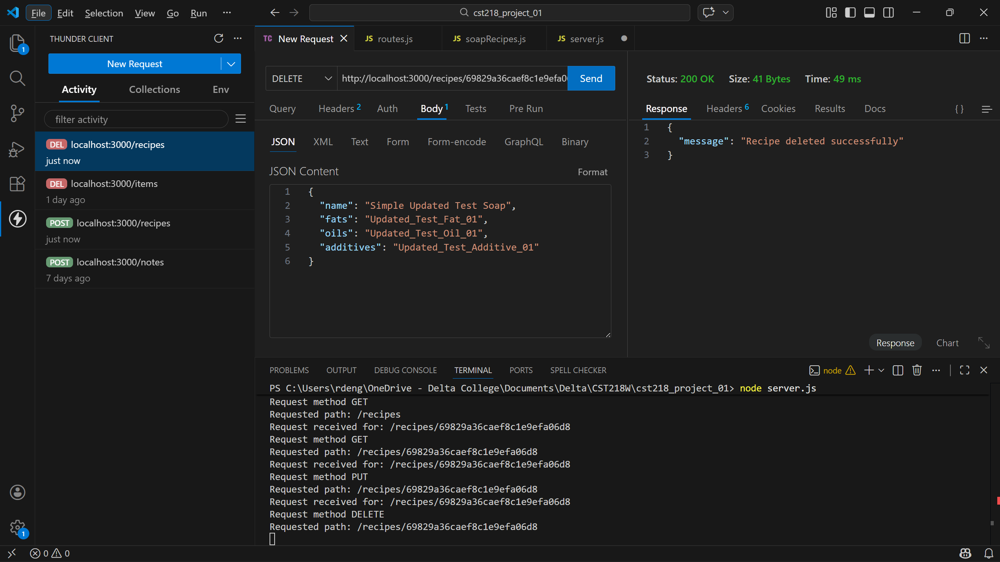 File Edit Selection View Go Run ···
cst218_project_01
THUNDER CLIENT
New Request
Activity Collections Env
filter activity
DEL localhost:3000/recipes
just now
DEL localhost:3000/items
1 day ago
POST localhost:3000/recipes
just now
POST localhost:3000/notes
7 days ago
1
1
TC New Request JS routes.js JS soapRecipes.js JS server.js
DELETE http://localhost:3000/recipes/69829a36caef8c1e9efa0 Send
Query Headers 2 Auth Body 1 Tests Pre Run
JSON XML Text Form Form-encode GraphQL Binary
JSON Content Format
1 {
2 "name": "Simple Updated Test Soap",
3 "fats": "Updated_Test_Fat_01",
4 "oils": "Updated_Test_Oil_01",
5 "additives": "Updated_Test_Additive_01"
6 }
Status: 200 OK Size: 41 Bytes Time: 49 ms
Response Headers 6 Cookies Results Docs { }
1 {
2 "message": "Recipe deleted successfully"
3 }
Response Chart
PROBLEMS OUTPUT DEBUG CONSOLE TERMINAL PORTS SPELL CHECKER
node
PS C:\Users\rdeng\OneDrive - Delta College\Documents\Delta\CST218W\cst218_project_01> node server.js
Request method GET
Requested path: /recipes
Request received for: /recipes/69829a36caef8c1e9efa06d8
Request method GET
Requested path: /recipes/69829a36caef8c1e9efa06d8
Request received for: /recipes/69829a36caef8c1e9efa06d8
Request method PUT
Requested path: /recipes/69829a36caef8c1e9efa06d8
Request received for: /recipes/69829a36caef8c1e9efa06d8
Request method DELETE
Requested path: /recipes/69829a36caef8c1e9efa06d8
0 0